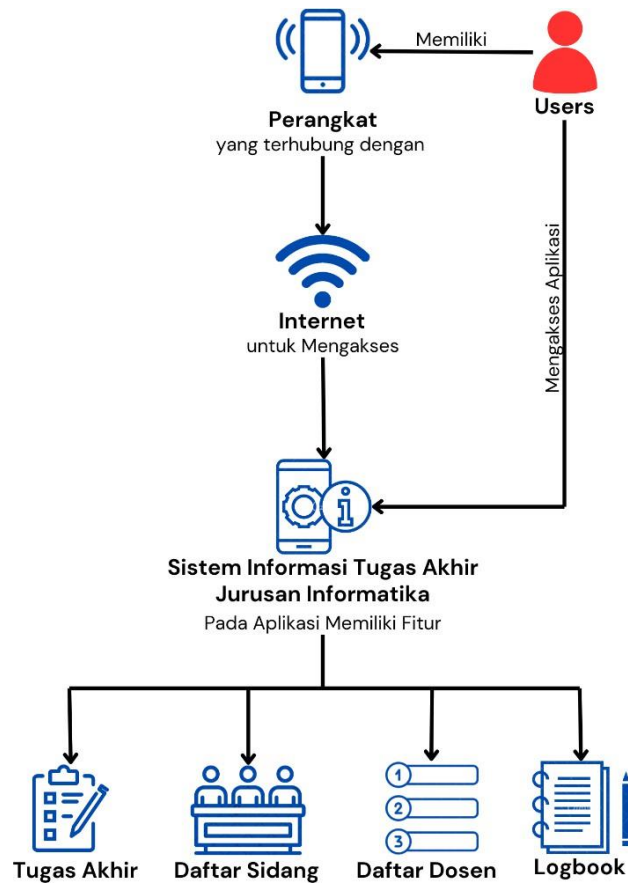 Memiliki
Perangkat
yang terhubung dengan
Users
Mengakses Aplikasi
Internet
untuk Mengakses
i
Sistem Informasi Tugas Akhir
Jurusan Informatika
Pada Aplikasi Memiliki Fitur
1
2
3
Tugas Akhir
Daftar Sidang
Daftar Dosen
Logbook